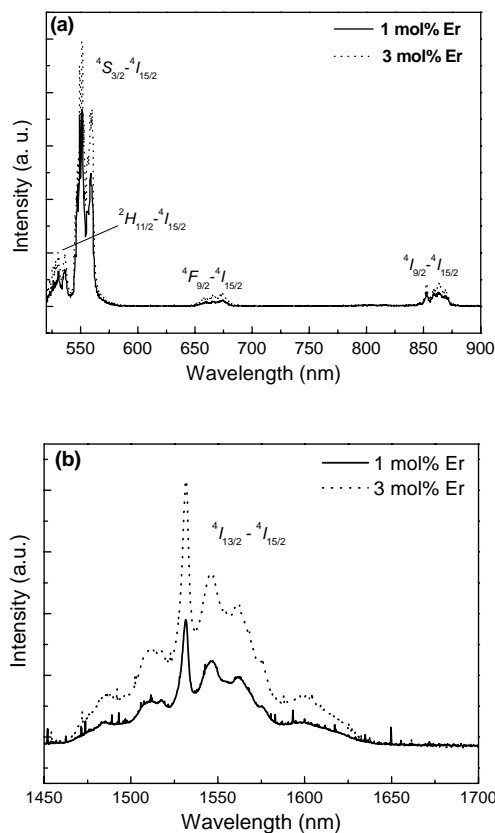 (a)
1 mol% Er
3 mol% Er
⁴S₃/₂-⁴I₁₅/₂
²H₁₁/₂-⁴I₁₅/₂
⁴F₉/₂-⁴I₁₅/₂
⁴I₉/₂-⁴I₁₅/₂
Intensity (a. u.)
550 600 650 700 750 800 850 900
Wavelength (nm)
(b)
1 mol% Er
3 mol% Er
⁴I₁₃/₂ - ⁴I₁₅/₂
Intensity (a.u.)
1450 1500 1550 1600 1650 1700
Wavelength (nm)